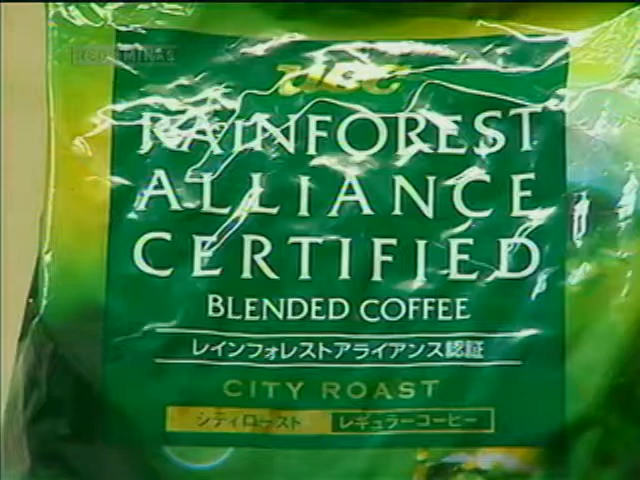 RAINFOREST
ALLIANCE
CERTIFIED
BLENDED COFFEE
レインフォレストアライアンス認証
CITY ROAST
シティロースト レギュラーコーヒー